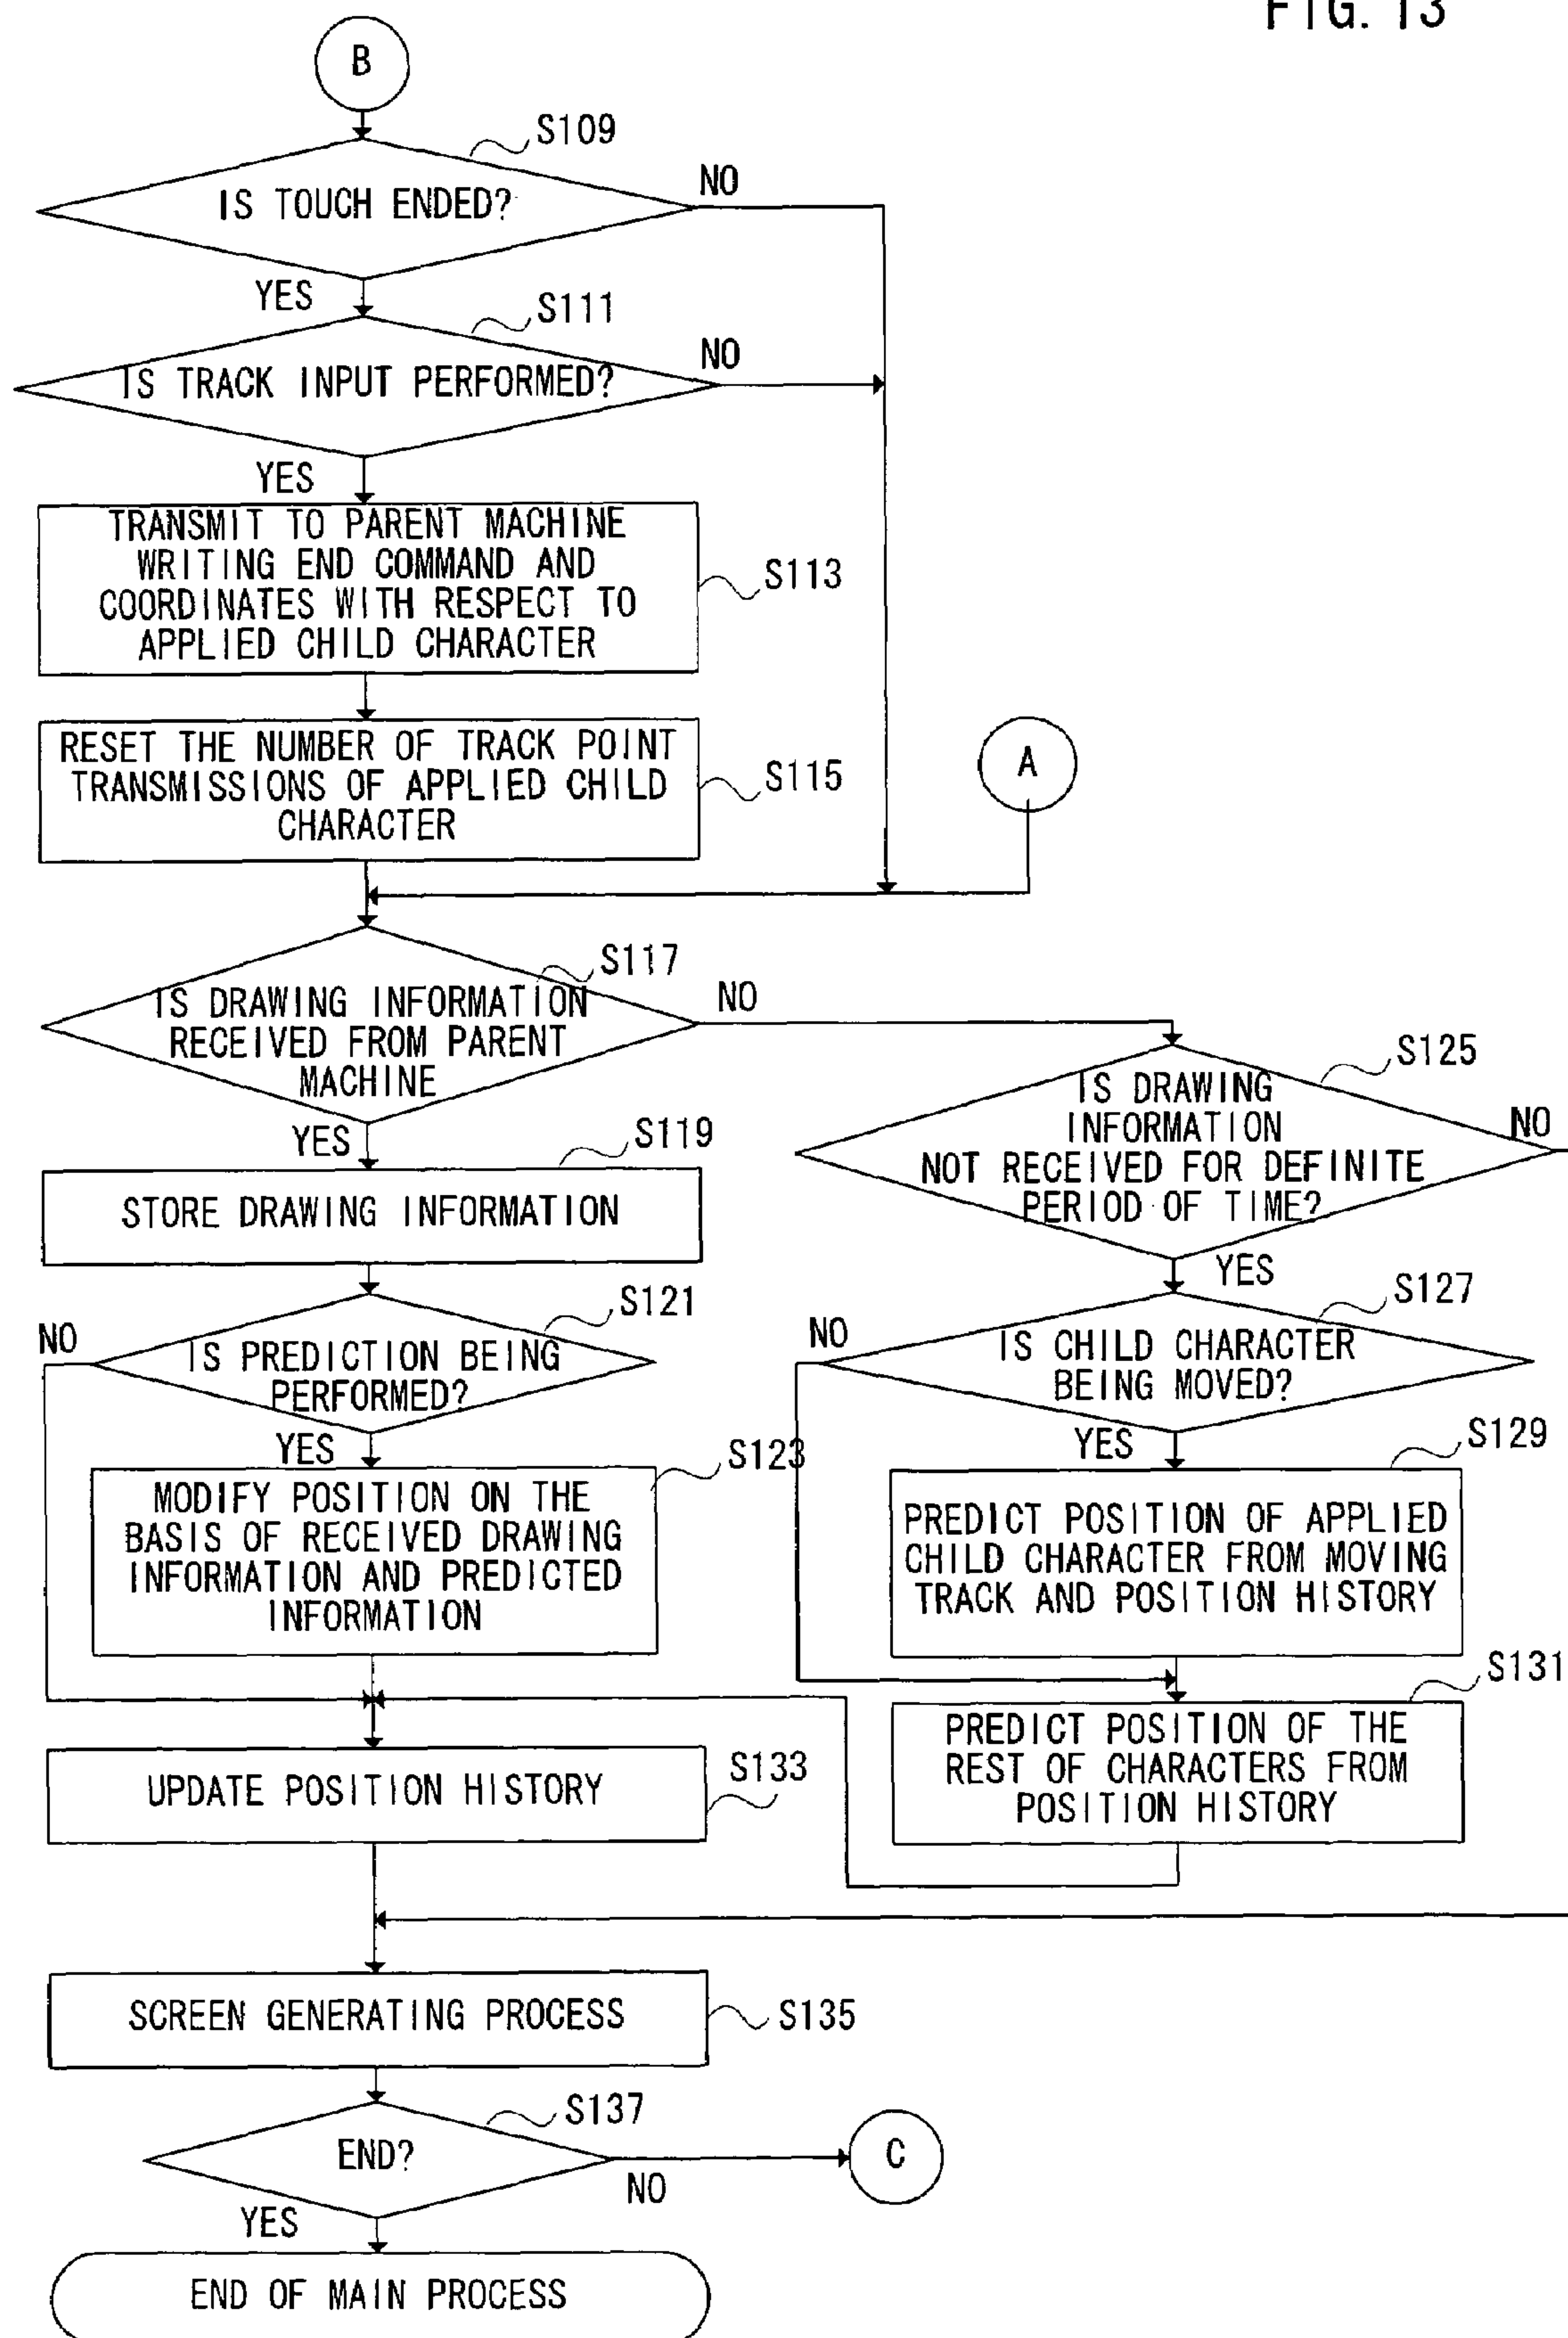 FIG. 13
B
S109
IS TOUCH ENDED?
NO
YES
S111
IS TRACK INPUT PERFORMED?
NO
YES
TRANSMIT TO PARENT MACHINE
WRITING END COMMAND AND
COORDINATES WITH RESPECT TO
APPLIED CHILD CHARACTER
S113
RESET THE NUMBER OF TRACK POINT
TRANSMISSIONS OF APPLIED CHILD
CHARACTER
S115
A
S117
IS DRAWING INFORMATION
RECEIVED FROM PARENT
MACHINE
NO
YES
S119
STORE DRAWING INFORMATION
S121
NO
IS PREDICTION BEING
PERFORMED?
YES
S123
MODIFY POSITION ON THE
BASIS OF RECEIVED DRAWING
INFORMATION AND PREDICTED
INFORMATION
S125
IS DRAWING
INFORMATION
NOT RECEIVED FOR DEFINITE
PERIOD OF TIME?
NO
YES
S127
NO
IS CHILD CHARACTER
BEING MOVED?
YES
S129
PREDICT POSITION OF APPLIED
CHILD CHARACTER FROM MOVING
TRACK AND POSITION HISTORY
S131
PREDICT POSITION OF THE
REST OF CHARACTERS FROM
POSITION HISTORY
UPDATE POSITION HISTORY
S133
SCREEN GENERATING PROCESS
S135
S137
END?
NO
C
YES
END OF MAIN PROCESS